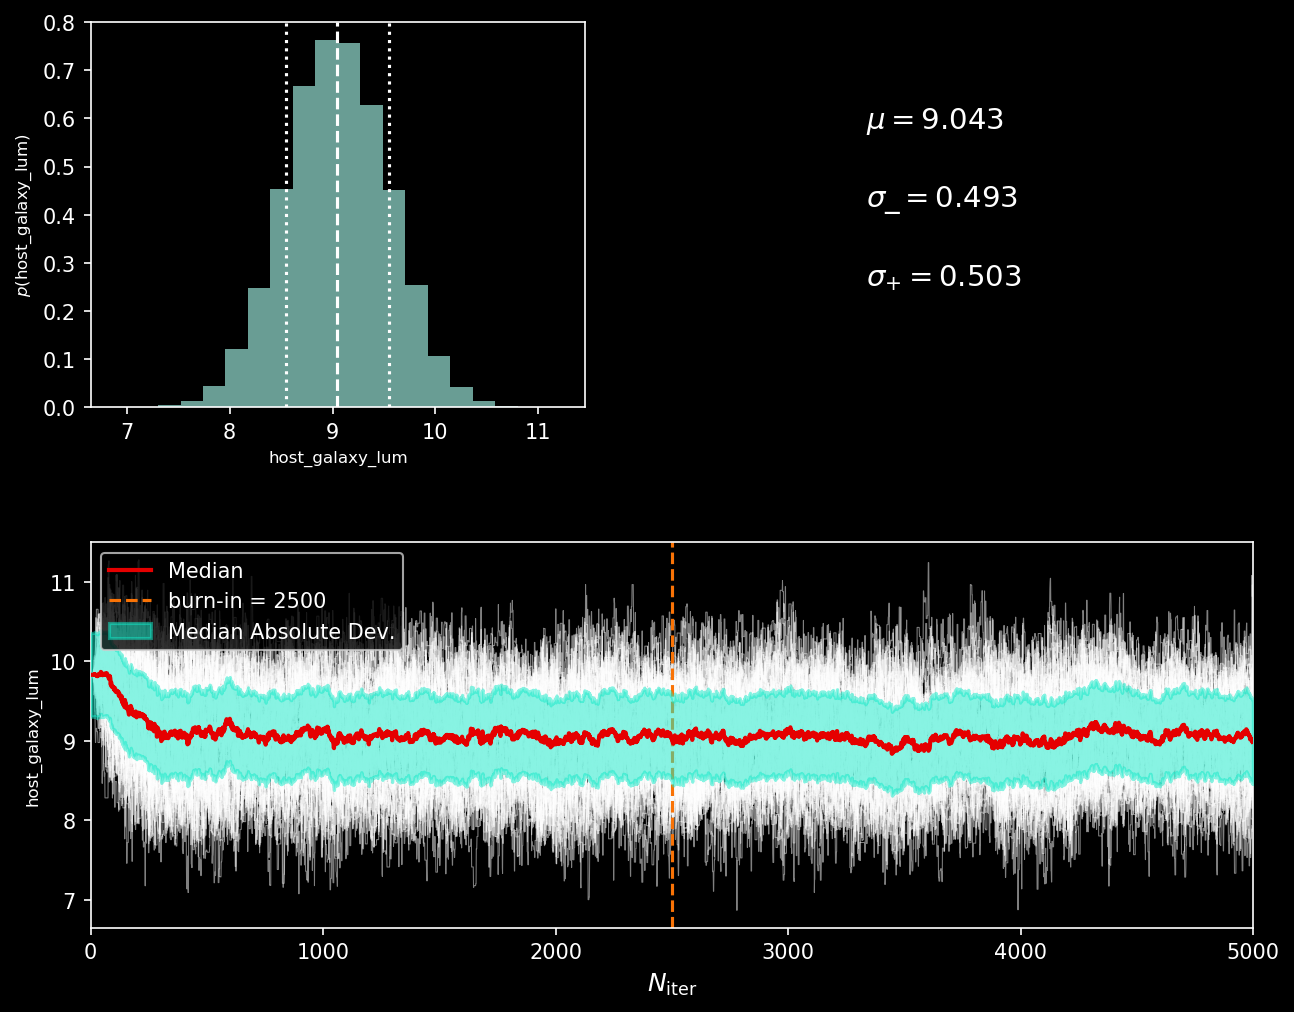 0.8
0.7
0.6
0.5
0.4
0.3
0.2
0.1
0.0
p(host_galaxy_lum)
7 8 9 10 11
host_galaxy_lum
μ = 9.043
σ₋ = 0.493
σ₊ = 0.503
Median
burn-in = 2500
Median Absolute Dev.
11
10
9
8
7
host_galaxy_lum
0 1000 2000 3000 4000 5000
N_iter